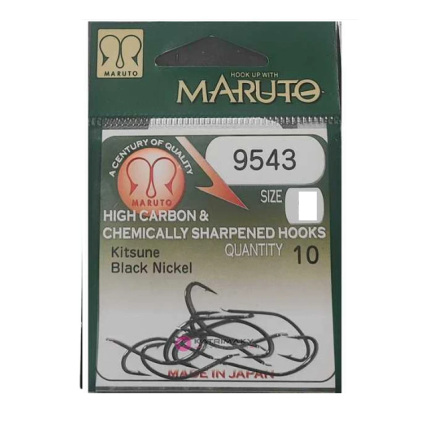 MARUTO
HOOK UP WITH
MARUTO
A CENTURY OF QUALITY
MARUTO
9543
SIZE
HIGH CARBON &
CHEMICALLY SHARPENED HOOKS
Kitsune
Black Nickel
QUANTITY 10
MADE IN JAPAN